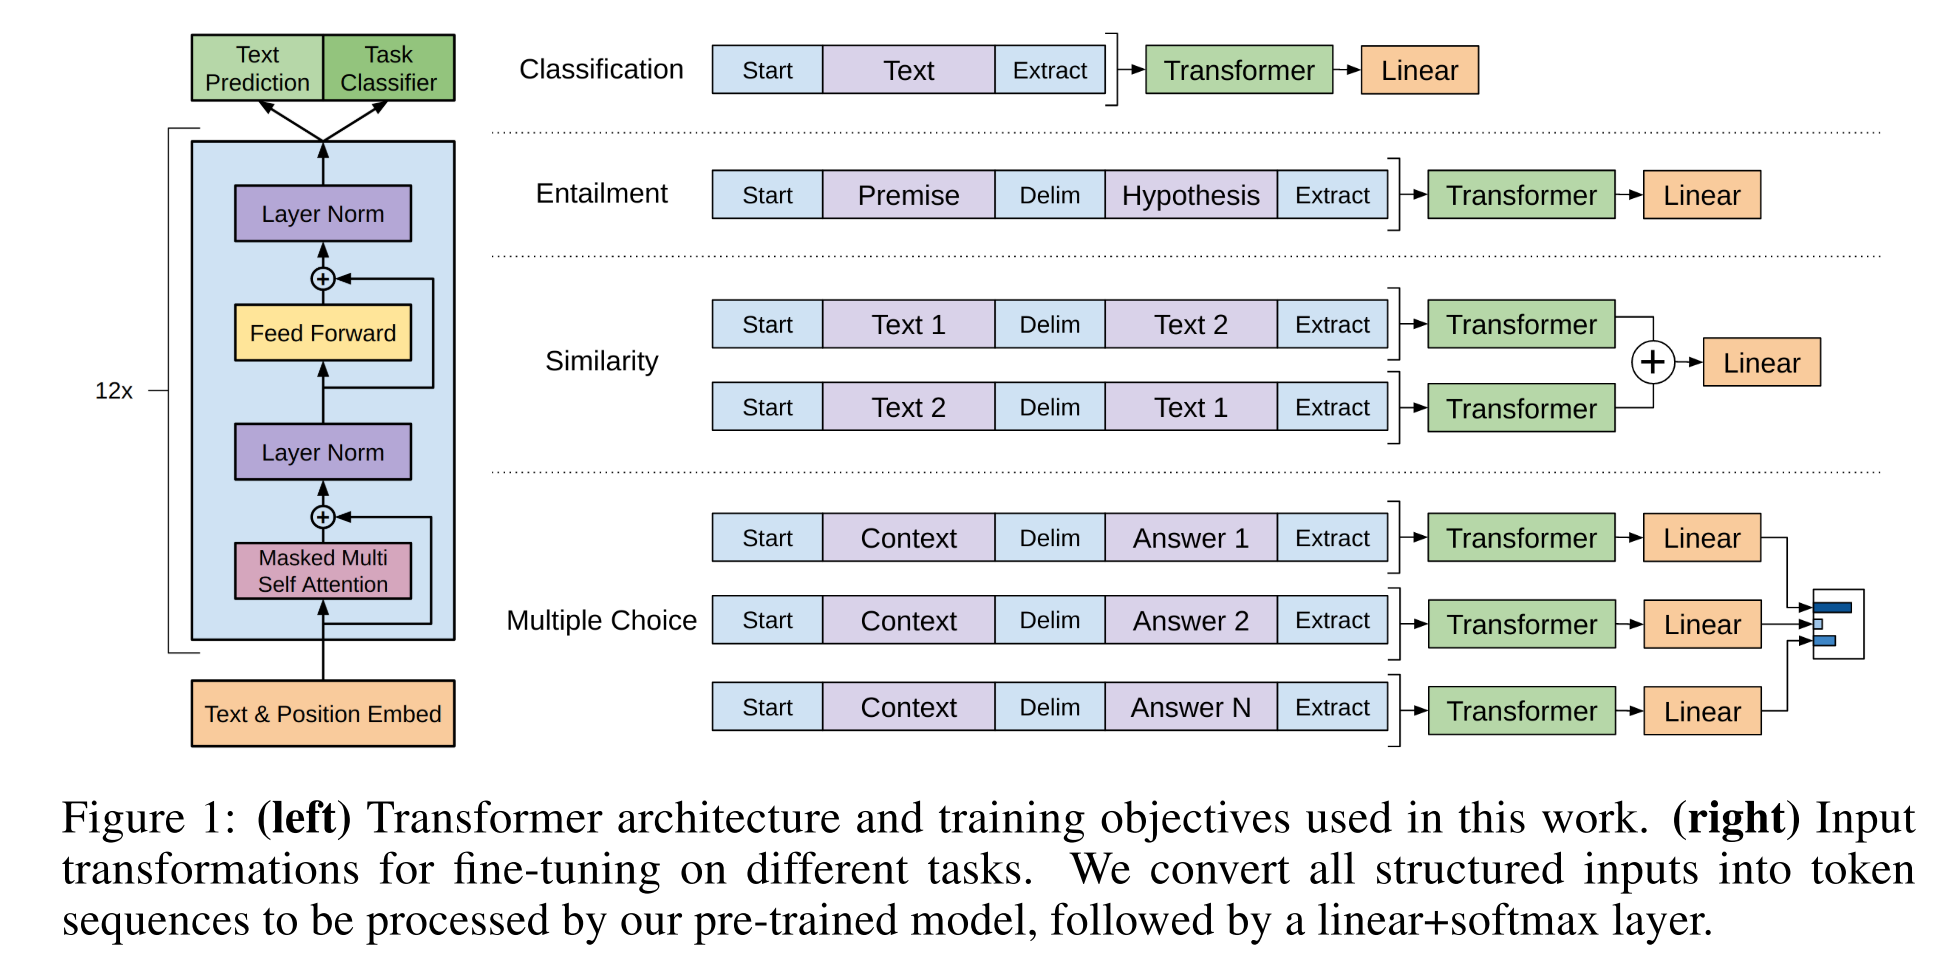 Text
Prediction
Task
Classifier
12x
Layer Norm
+
Feed Forward
Layer Norm
+
Masked Multi
Self Attention
Text & Position Embed
Classification
Start Text Extract Transformer Linear
Entailment
Start Premise Delim Hypothesis Extract Transformer Linear
Similarity
Start Text 1 Delim Text 2 Extract Transformer
Start Text 2 Delim Text 1 Extract Transformer
+ Linear
Multiple Choice
Start Context Delim Answer 1 Extract Transformer Linear
Start Context Delim Answer 2 Extract Transformer Linear
Start Context Delim Answer N Extract Transformer Linear
Figure 1: (left) Transformer architecture and training objectives used in this work. (right) Input
transformations for fine-tuning on different tasks. We convert all structured inputs into token
sequences to be processed by our pre-trained model, followed by a linear+softmax layer.